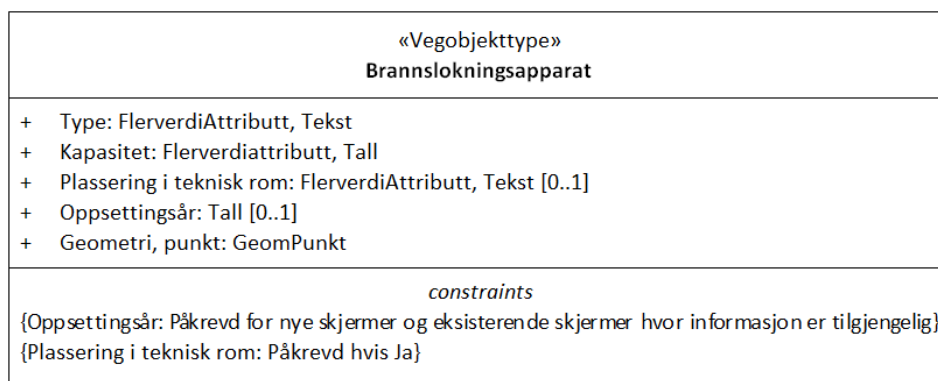 «Vegobjekttype»
Brannslokningsapparat
+ Type: FlerverdiAttributt, Tekst
+ Kapasitet: Flerverdiattributt, Tall
+ Plassering i teknisk rom: FlerverdiAttributt, Tekst [0..1]
+ Oppsettingsår: Tall [0..1]
+ Geometri, punkt: GeomPunkt
constraints
{Oppsettingsår: Påkrevd for nye skjermer og eksisterende skjermer hvor informasjon er tilgjengelig}
{Plassering i teknisk rom: Påkrevd hvis Ja}